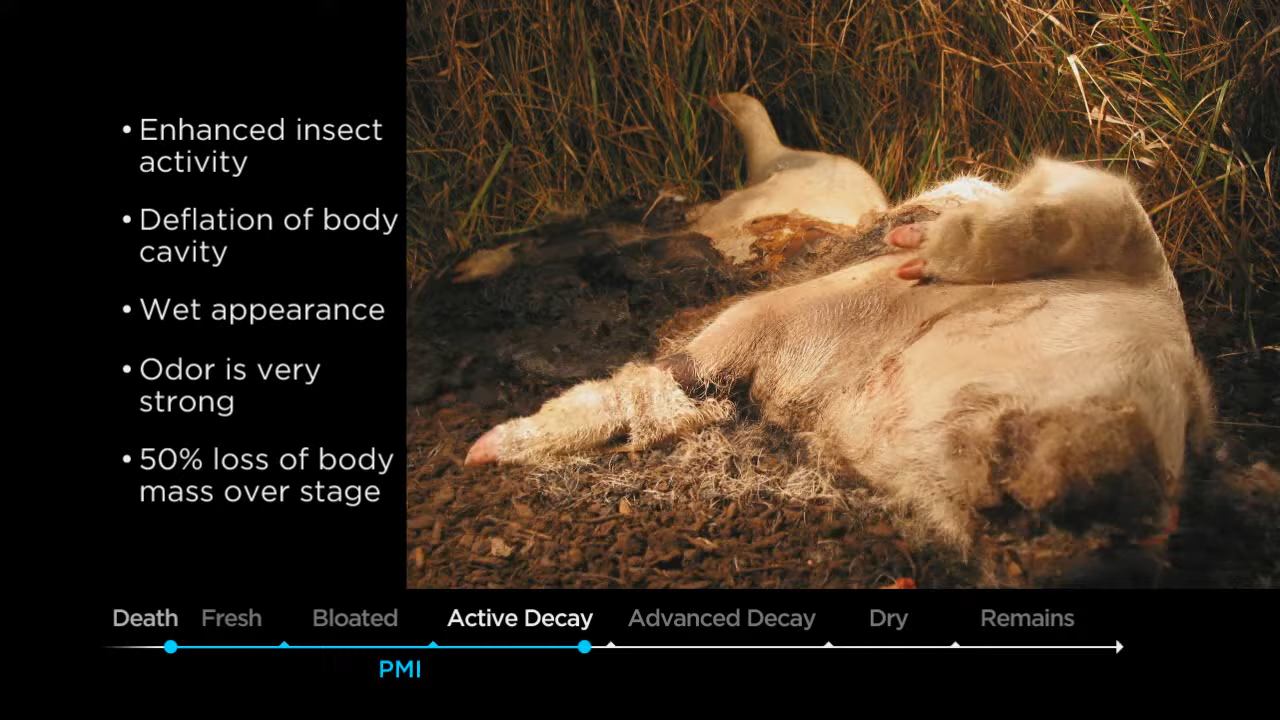 • Enhanced insect
activity
• Deflation of body
cavity
• Wet appearance
• Odor is very
strong
• 50% loss of body
mass over stage
Death Fresh Bloated Active Decay Advanced Decay Dry Remains
PMI